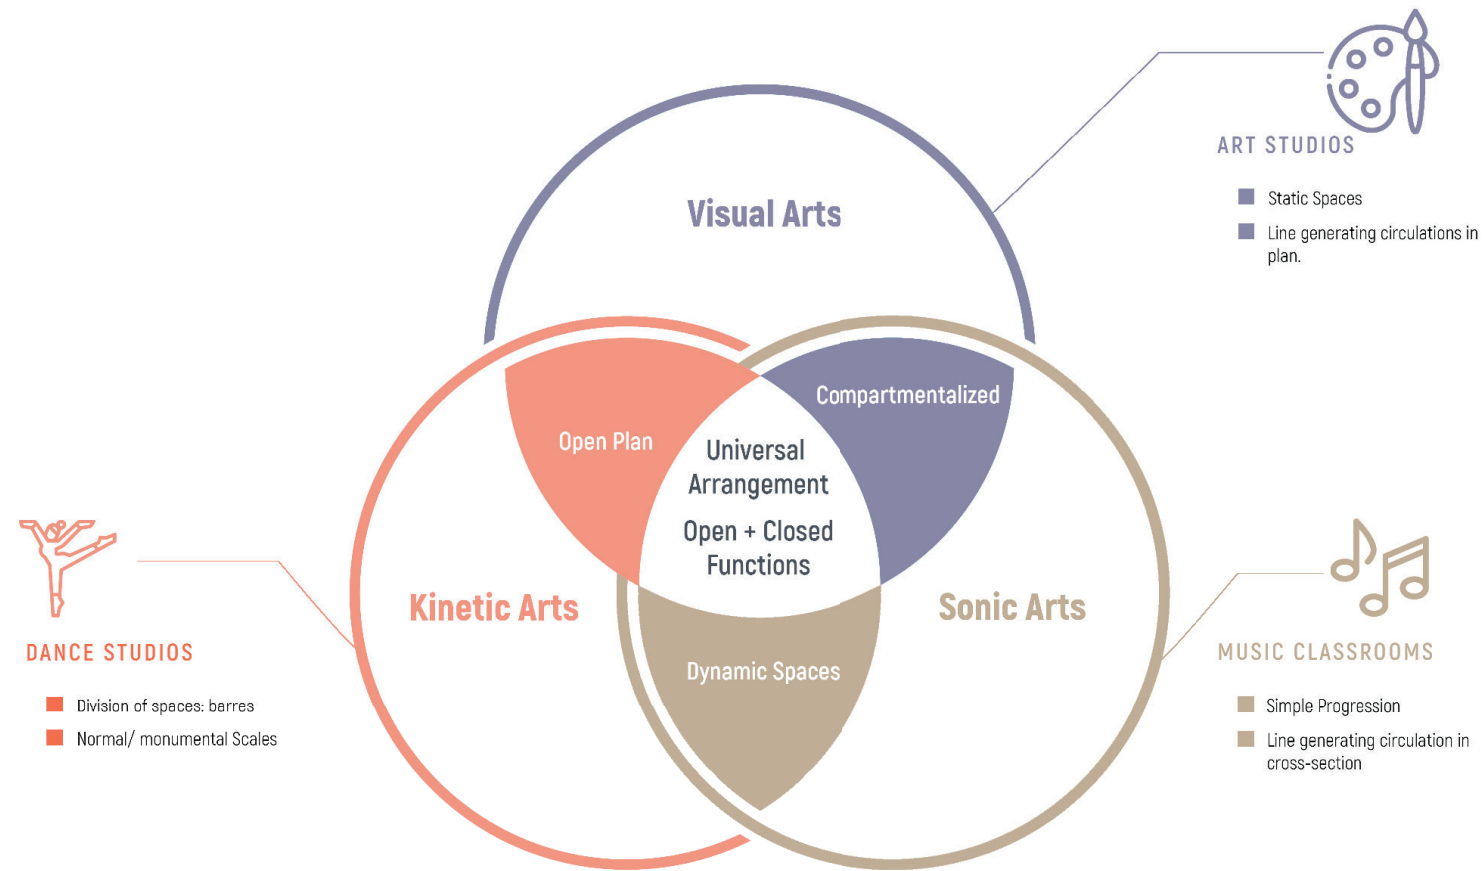 ART STUDIOS
Static Spaces
Line generating circulations in
plan.
Visual Arts
Compartmentalized
Open Plan
Universal
Arrangement
Open + Closed
Functions
Kinetic Arts
Sonic Arts
Dynamic Spaces
DANCE STUDIOS
Division of spaces: barres
Normal/ monumental Scales
MUSIC CLASSROOMS
Simple Progression
Line generating circulation in
cross-section